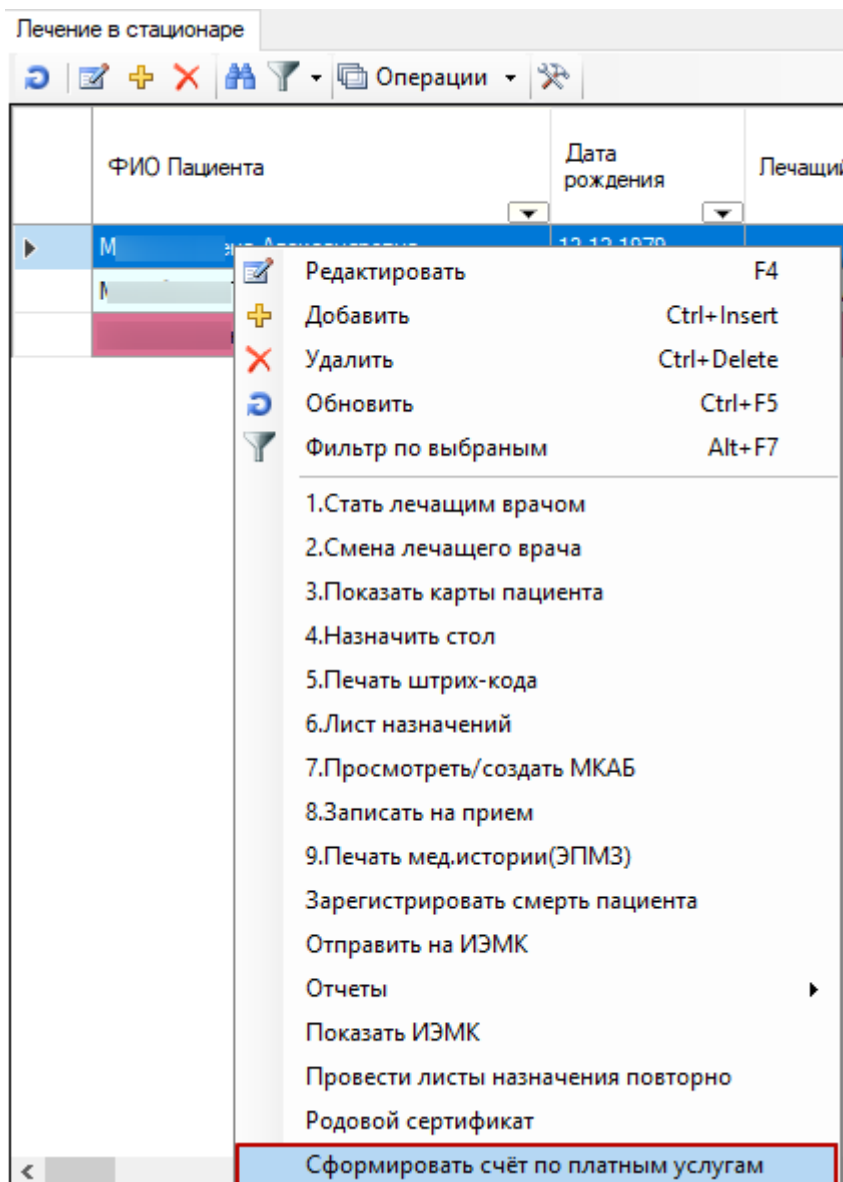 Лечение в стационаре
Операции
ФИО Пациента
Дата
рождения
Лечащий
Редактировать F4
Добавить Ctrl+Insert
Удалить Ctrl+Delete
Обновить Ctrl+F5
Фильтр по выбраным Alt+F7
1.Стать лечащим врачом
2.Смена лечащего врача
3.Показать карты пациента
4.Назначить стол
5.Печать штрих-кода
6.Лист назначений
7.Просмотреть/создать МКАБ
8.Записать на прием
9.Печать мед.истории(ЭПМЗ)
Зарегистрировать смерть пациента
Отправить на ИЭМК
Отчеты
Показать ИЭМК
Провести листы назначения повторно
Родовой сертификат
Сформировать счёт по платным услугам